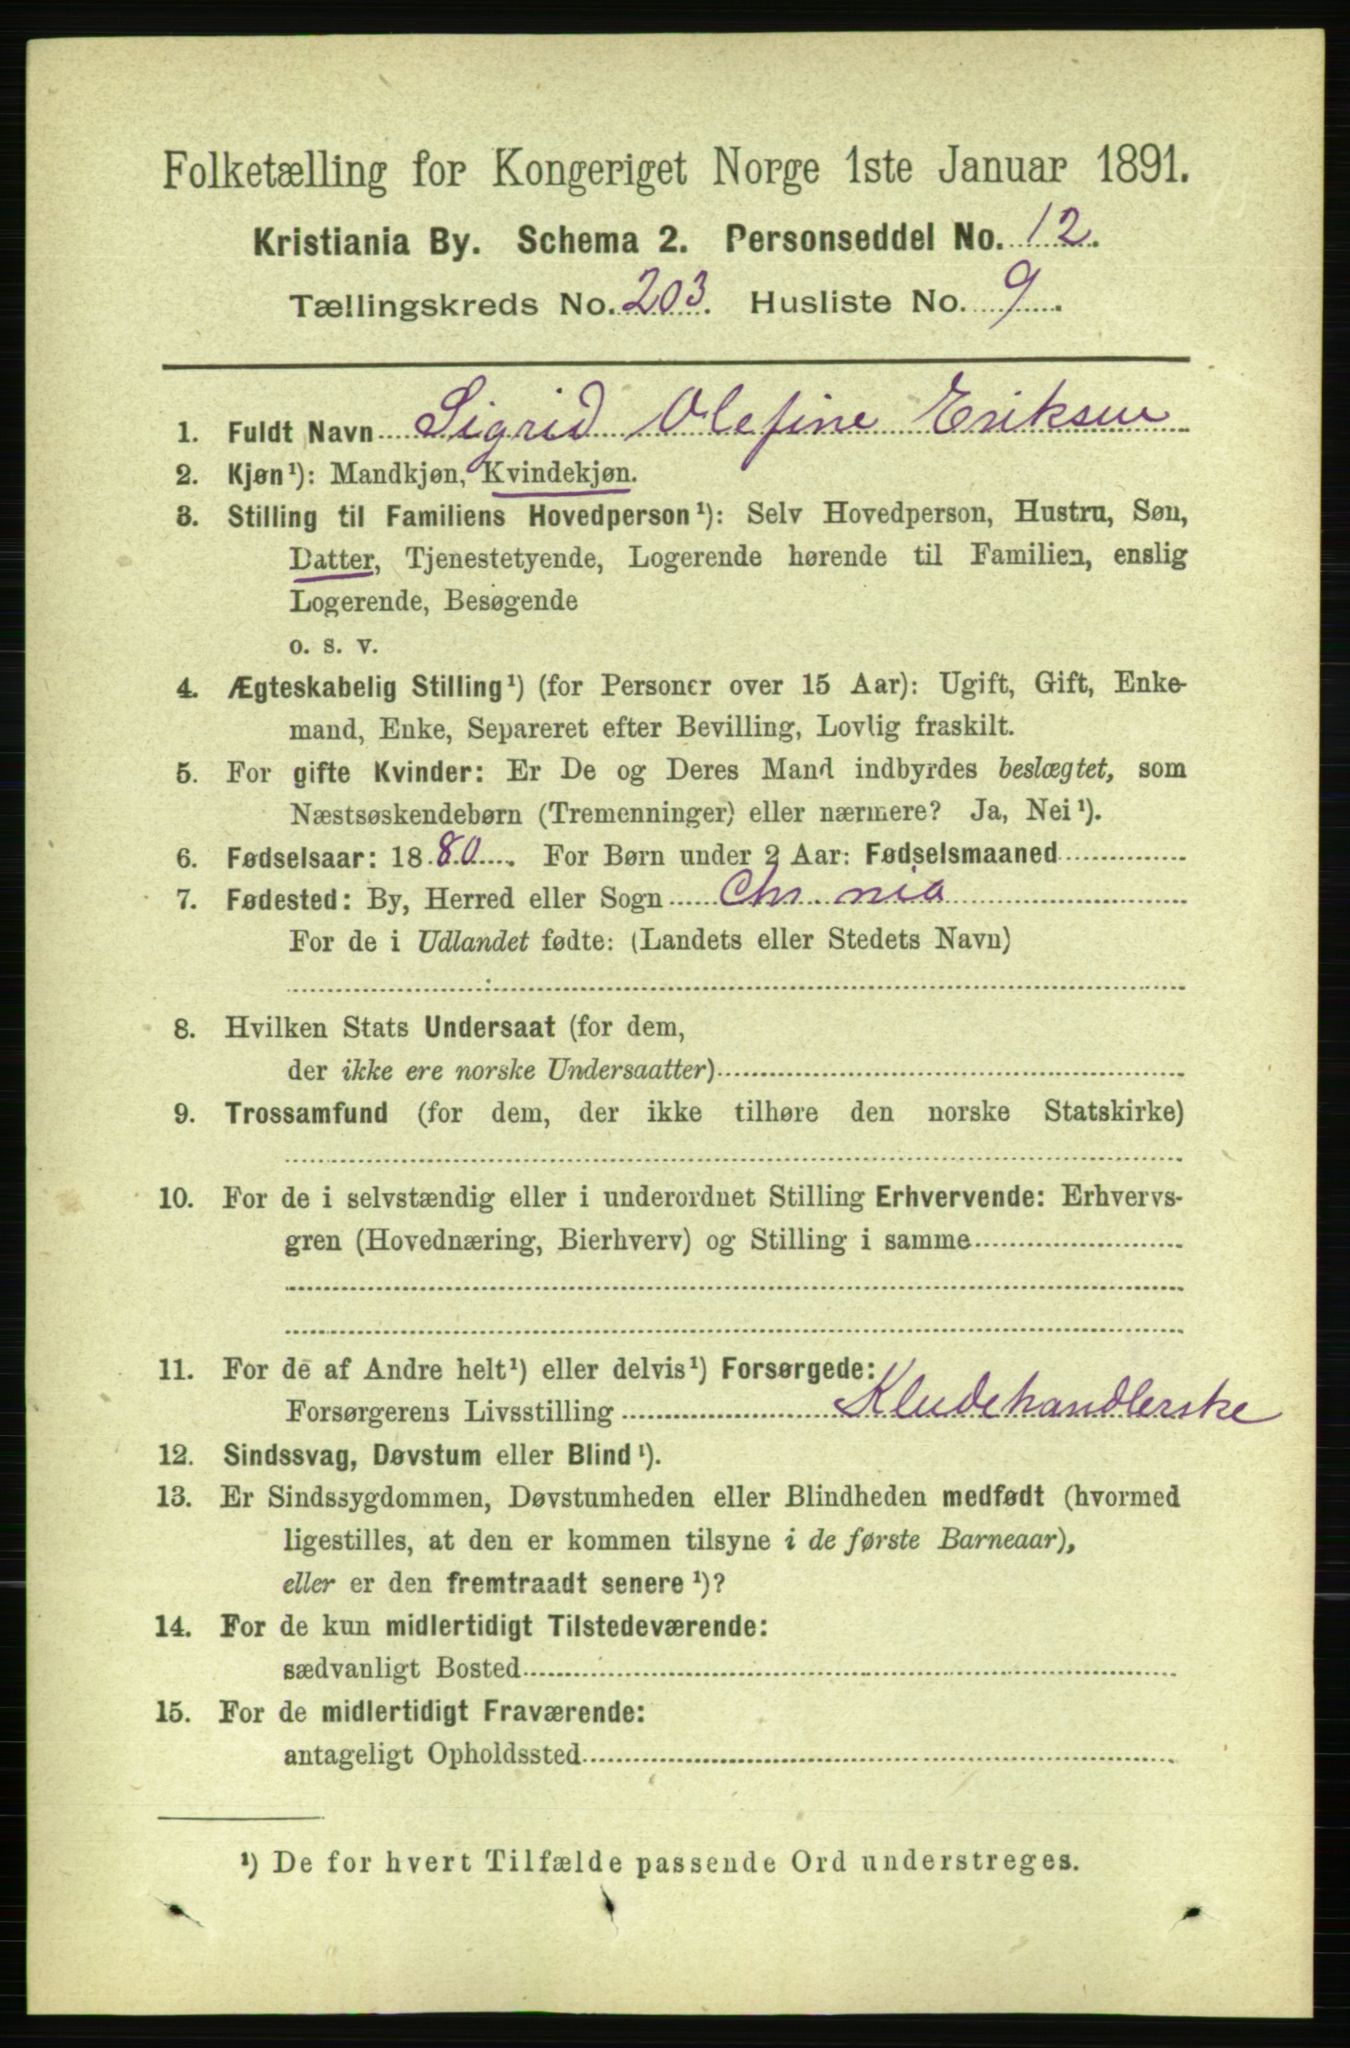 Folketælling for Kongeriget Norge 1ste Januar 1891.
Kristiania By. Schema 2. Personseddel No. 12.
Tællingskreds No. 203. Husliste No. 9.
1. Fuldt Navn Sigrid Olefine Eriksen
2. Kjøn¹): Mandkjøn, Kvindekjøn.
3. Stilling til Familiens Hovedperson¹): Selv Hovedperson, Hustru, Søn,
Datter, Tjenestetyende, Logerende hørende til Familien, enslig
Logerende, Besøgende
o. s. v.
4. Ægteskabelig Stilling¹) (for Personer over 15 Aar): Ugift, Gift, Enke-
mand, Enke, Separeret efter Bevilling, Lovlig fraskilt.
5. For gifte Kvinder: Er De og Deres Mand indbyrdes beslægtet, som
Næstsøskendebørn (Tremenninger) eller nærmere? Ja, Nei¹).
6. Fødselsaar: 1880. For Børn under 2 Aar: Fødselsmaaned
7. Fødested: By, Herred eller Sogn Chr.nia
For de i Udlandet fødte: (Landets eller Stedets Navn)
8. Hvilken Stats Undersaat (for dem,
der ikke ere norske Undersaatter)
9. Trossamfund (for dem, der ikke tilhøre den norske Statskirke)
10. For de i selvstændig eller i underordnet Stilling Erhvervende: Erhvervs-
gren (Hovednæring, Bierhverv) og Stilling i samme
11. For de af Andre helt¹) eller delvis¹) Forsørgede:
Forsørgerens Livsstilling Kludehandlerske
12. Sindssvag, Døvstum eller Blind¹).
13. Er Sindssygdommen, Døvstumheden eller Blindheden medfødt (hvormed
ligestilles, at den er kommen tilsyne i de første Barneaar),
eller er den fremtraadt senere¹)?
14. For de kun midlertidigt Tilstedeværende:
sædvanligt Bosted
15. For de midlertidigt Fraværende:
antageligt Opholdssted
¹) De for hvert Tilfælde passende Ord understreges.